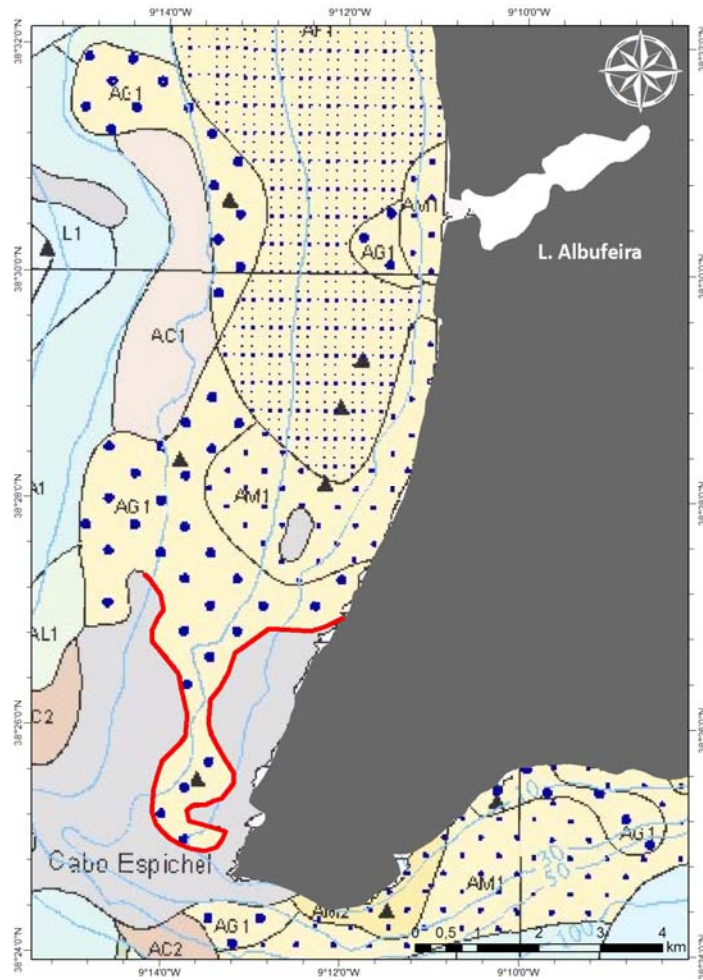 9°14'0"W 9°12'0"W 9°10'0"W
38°32'0"N
AF1
AG1
AM1
L1
AG1
L. Albufeira
38°30'0"N
AC1
38°28'0"N
AM1
AG1
A1
AL1
C2
38°26'0"N
AG1
Cabo Espichel
30
50
AM1
AM2
AG1
100
AC2
0 0,5 1 2 3 4
km
38°24'0"N
9°14'0"W 9°12'0"W 9°10'0"W